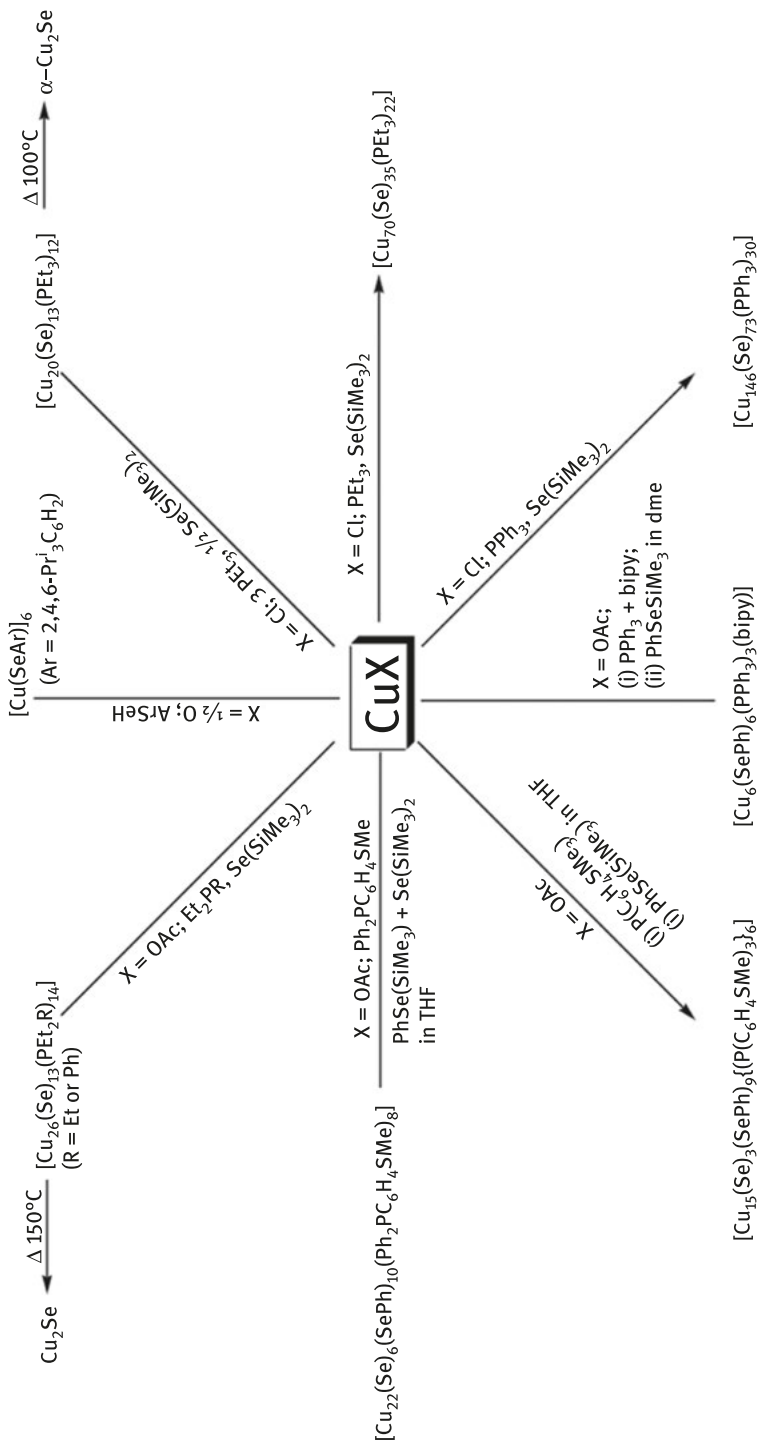 Cu₂Se
Δ 150°C
[Cu₂₆(Se)₁₃(PEt₂R)₁₄]
(R = Et or Ph)
[Cu(SeAr)]₆
(Ar = 2,4,6-Prⁱ₃C₆H₂)
[Cu₂₀(Se)₁₃(PEt₃)₁₂]
Δ 100°C
α–Cu₂Se
X = OAc; Et₂PR, Se(SiMe₃)₂
X = ½ O; ArSeH
X = Cl; 3 PEt₃, ½ Se(SiMe₃)₂
[Cu₂₂(Se)₆(SePh)₁₀(Ph₂PC₆H₄SMe)₈]
X = OAc; Ph₂PC₆H₄SMe
PhSe(SiMe₃) + Se(SiMe₃)₂
in THF
CuX
X = Cl; PEt₃, Se(SiMe₃)₂
[Cu₇₀(Se)₃₅(PEt₃)₂₂]
X = OAc
(i) P(C₆H₄SMe₃)
(i) PhSe(SiMe₃) in THF
X = OAc;
(i) PPh₃ + bipy;
(ii) PhSeSiMe₃ in dme
X = Cl; PPh₃, Se(SiMe₃)₂
[Cu₁₅(Se)₃(SePh)₉{(P(C₆H₄SMe)₃}₆]
[Cu₆(SePh)₆(PPh₃)₃(bipy)]
[Cu₁₄₆(Se)₇₃(PPh₃)₃₀]